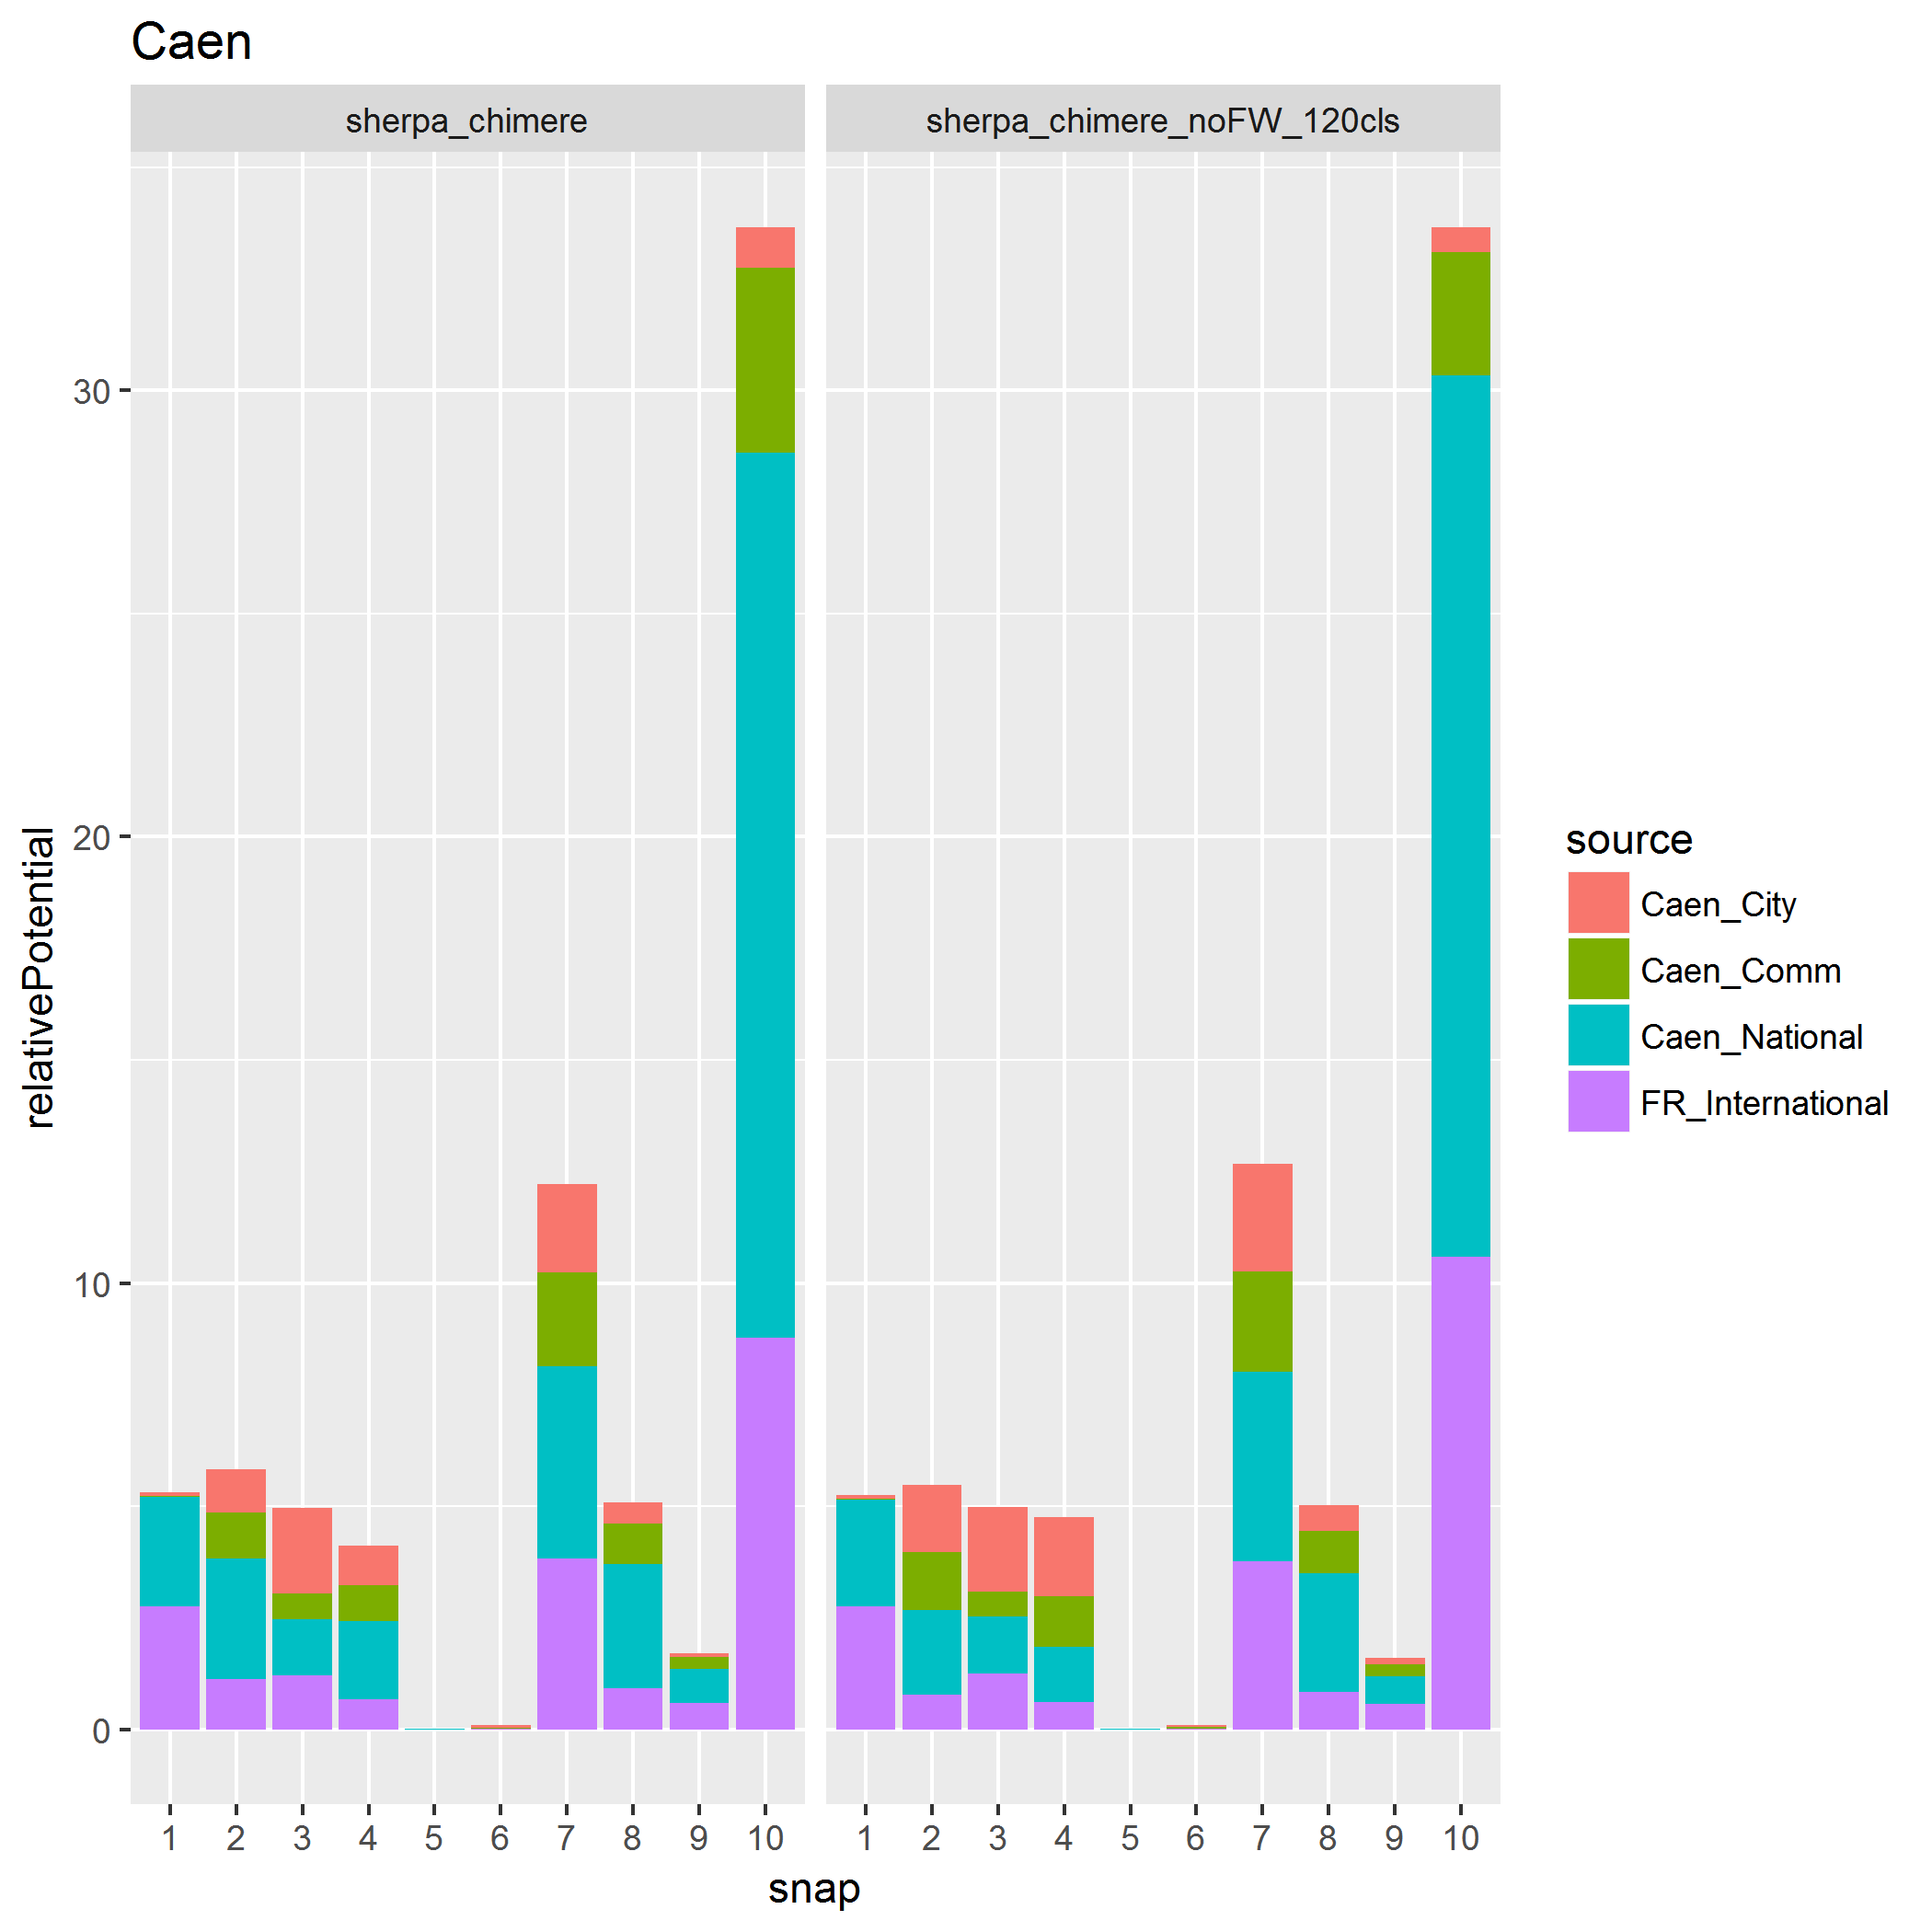 Caen
sherpa_chimere
sherpa_chimere_noFW_120cls
relativePotential
30
20
10
0
1 2 3 4 5 6 7 8 9 10
1 2 3 4 5 6 7 8 9 10
snap
source
Caen_City
Caen_Comm
Caen_National
FR_International